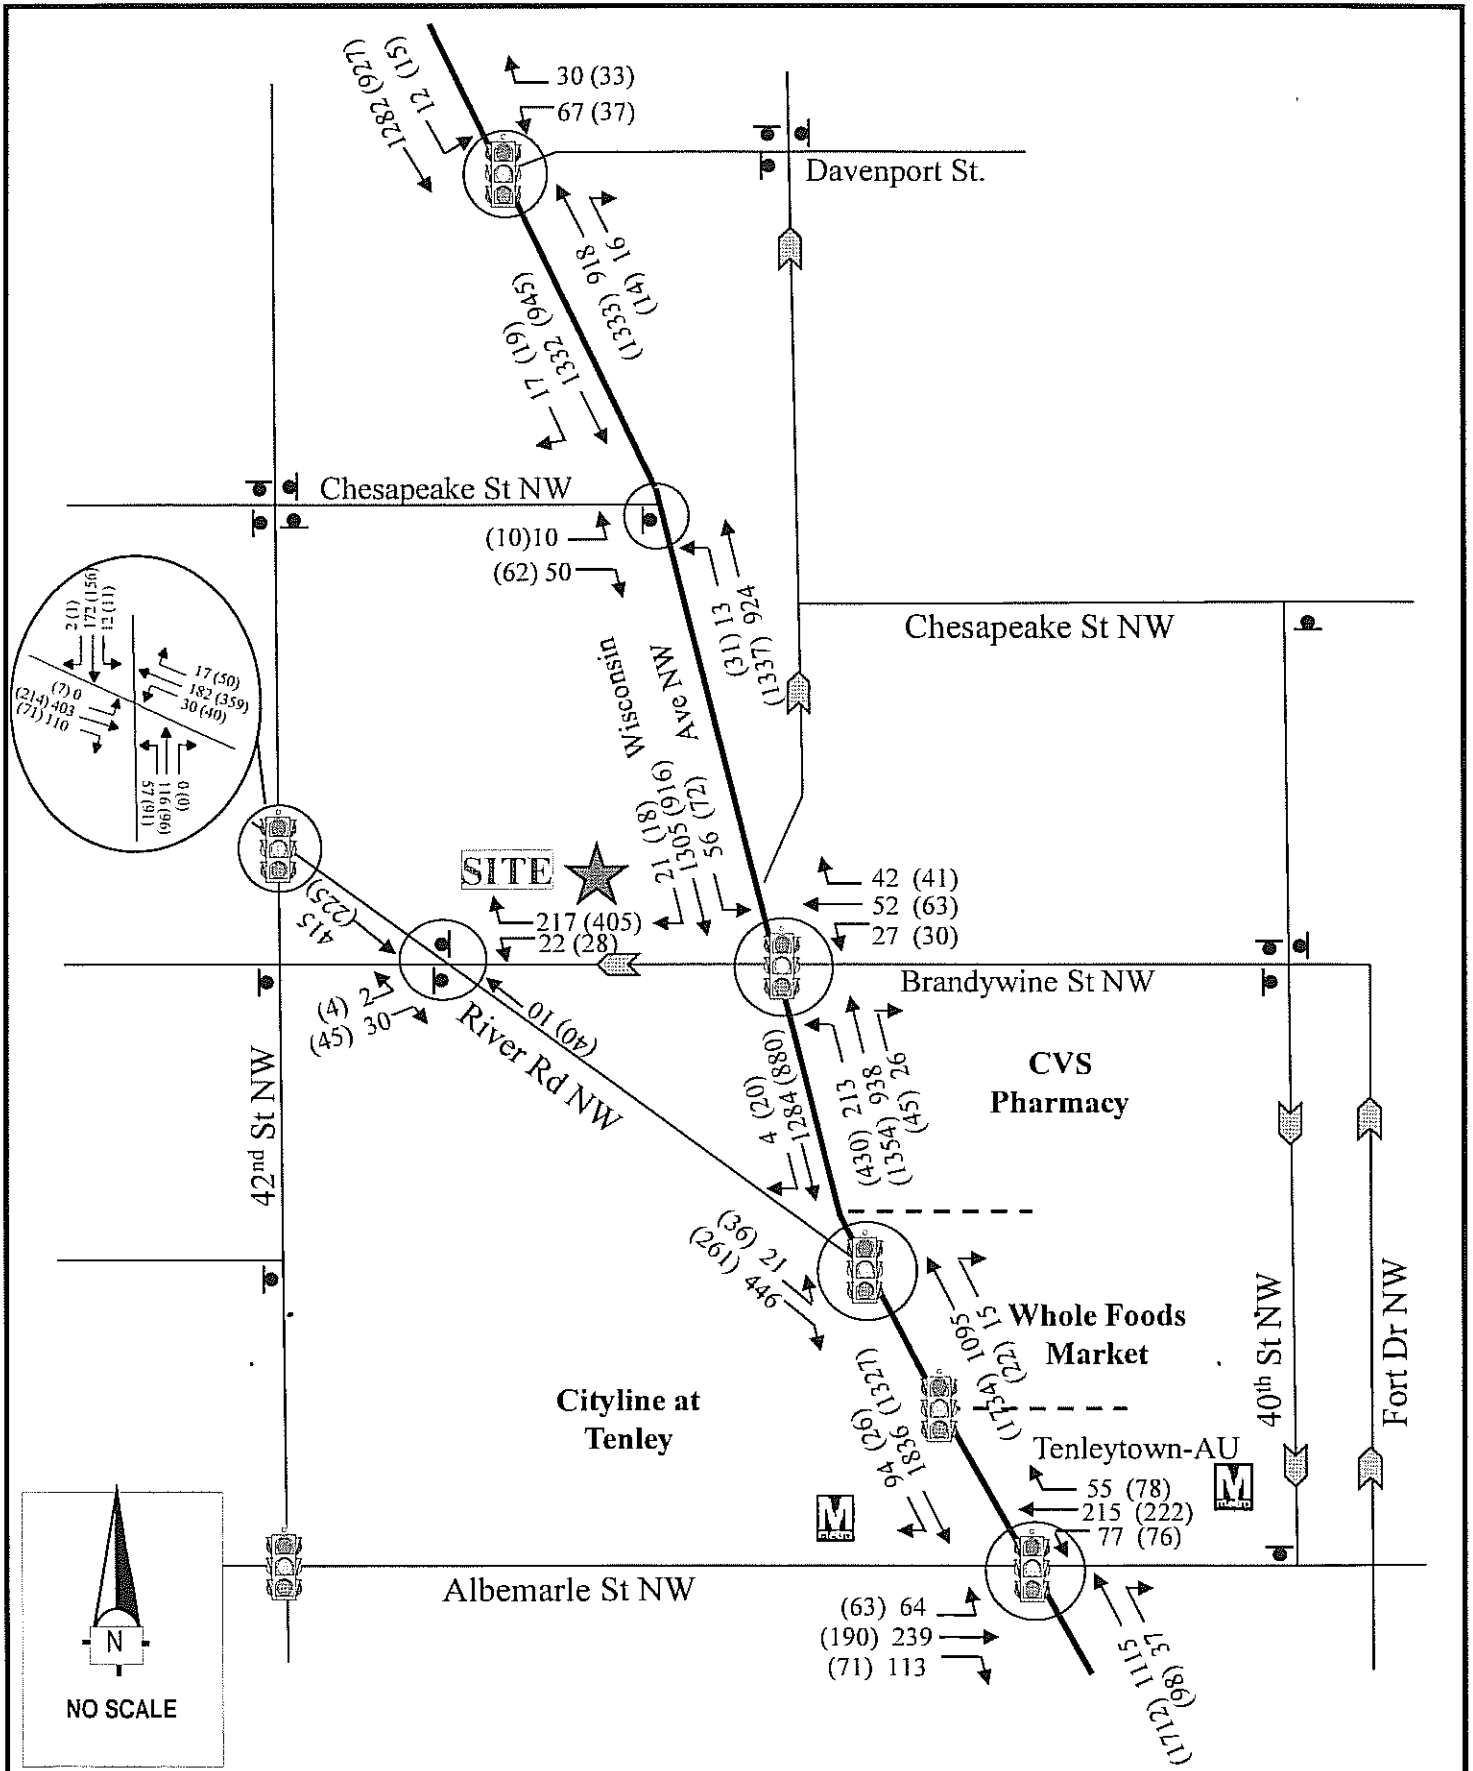 30 (33)
67 (37)
12 (15)
1282 (927)
Davenport St.
(14) 16
(1333) 918
1332 (945)
17 (19)
Chesapeake St NW
(10)10
(62) 50
(31) 13
(1337) 924
Chesapeake St NW
2 (1)
172 (156)
12 (11)
17 (50)
182 (359)
30 (40)
(7) 0
(214) 403
(71) 110
57 (91)
116 (96)
0 (0)
Wisconsin
Ave NW
21 (18)
1305 (916)
56 (72)
SITE
217 (405)
22 (28)
415
(225)
42 (41)
52 (63)
27 (30)
Brandywine St NW
(4) 2
(45) 30
(40) 10
River Rd NW
42nd St NW
4 (20)
1284 (880)
(430) 213
(1354) 938
(45) 26
CVS
Pharmacy
(36) 21
(261) 446
(22) 15
(1734) 1095
Whole Foods
Market
40th St NW
Fort Dr NW
Cityline at
Tenley
94 (26)
1836 (1327)
Tenleytown-AU
M
M
55 (78)
215 (222)
77 (76)
Albemarle St NW
(63) 64
(190) 239
(71) 113
(98) 37
(1712) 1115
N
NO SCALE